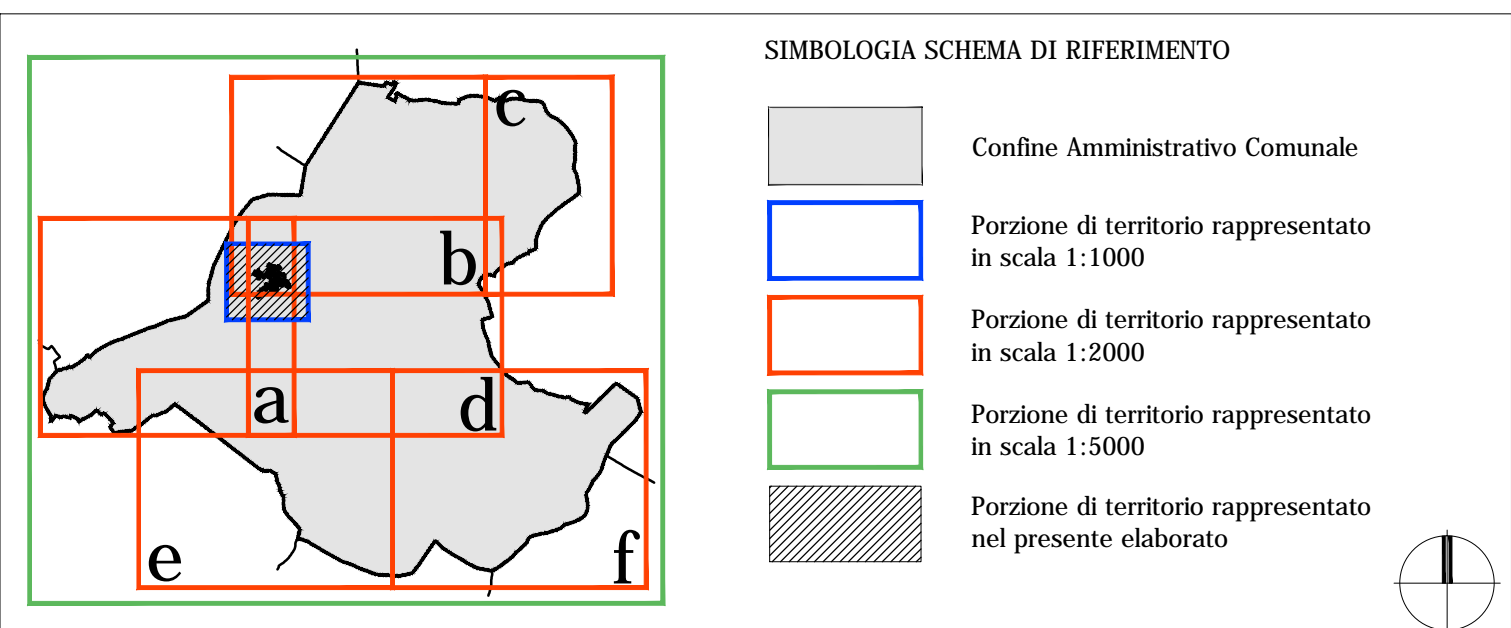 SIMBOLOGIA SCHEMA DI RIFERIMENTO
c
b
a
d
e
f
Confine Amministrativo Comunale
Porzione di territorio rappresentato
in scala 1:1000
Porzione di territorio rappresentato
in scala 1:2000
Porzione di territorio rappresentato
in scala 1:5000
Porzione di territorio rappresentato
nel presente elaborato